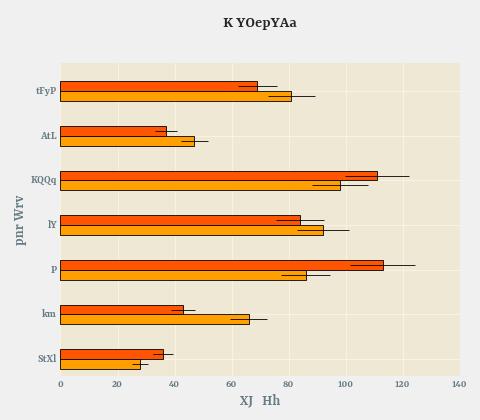 K YOepYAa
pnr Wrv
tFyP
AtL
KQQq
lY
P
km
StXl
0 20 40 60 80 100 120 140
XJ Hh